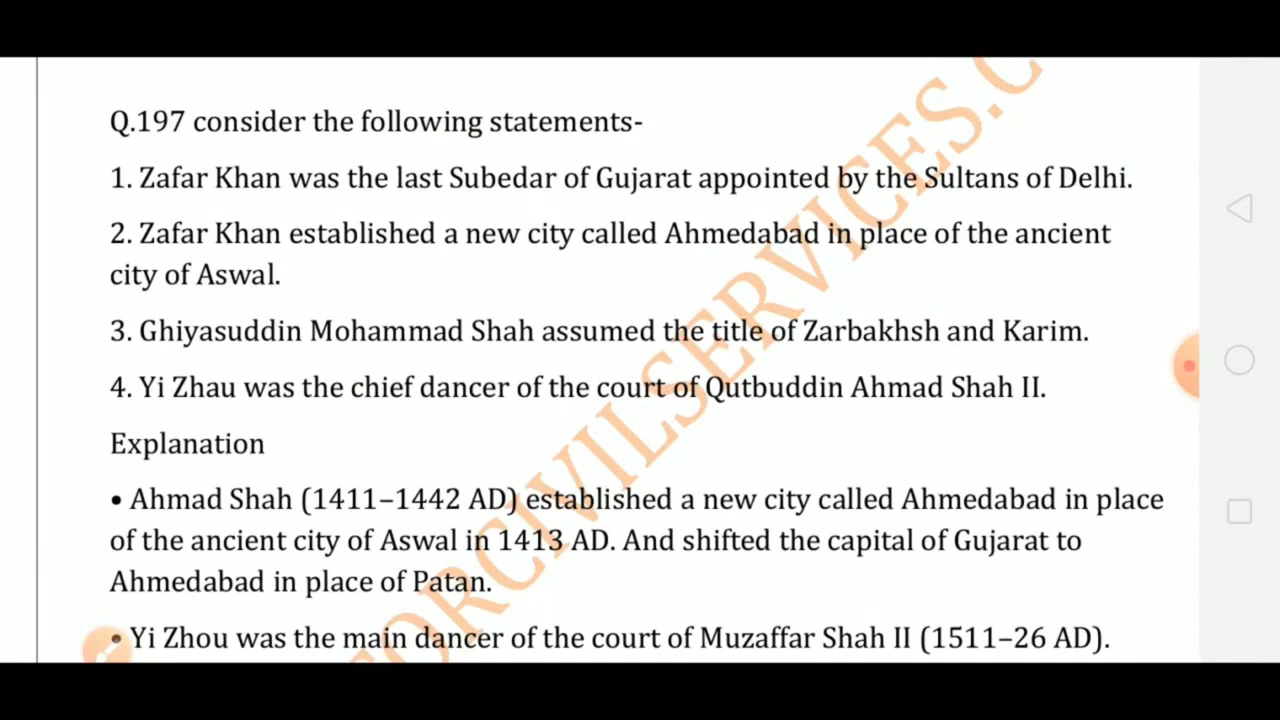 Q.197 consider the following statements-
1. Zafar Khan was the last Subedar of Gujarat appointed by the Sultans of Delhi.
2. Zafar Khan established a new city called Ahmedabad in place of the ancient
city of Aswal.
3. Ghiyasuddin Mohammad Shah assumed the title of Zarbakhsh and Karim.
4. Yi Zhau was the chief dancer of the court of Qutbuddin Ahmad Shah II.
Explanation
• Ahmad Shah (1411–1442 AD) established a new city called Ahmedabad in place
of the ancient city of Aswal in 1413 AD. And shifted the capital of Gujarat to
Ahmedabad in place of Patan.
• Yi Zhou was the main dancer of the court of Muzaffar Shah II (1511–26 AD).
FORCIVILSERVICES.C